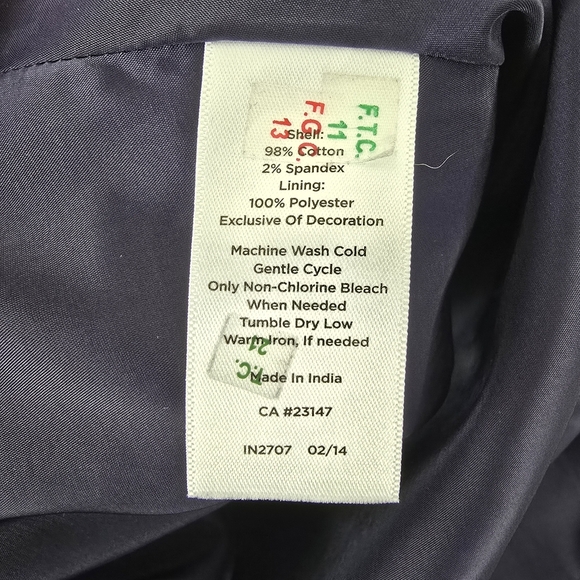 F.T.C.
11
F.G.C.
13
Shell:
98% Cotton
2% Spandex
Lining:
100% Polyester
Exclusive Of Decoration
Machine Wash Cold
Gentle Cycle
Only Non-Chlorine Bleach
When Needed
Tumble Dry Low
Warm Iron, If needed
21
Made In India
CA #23147
IN2707 02/14